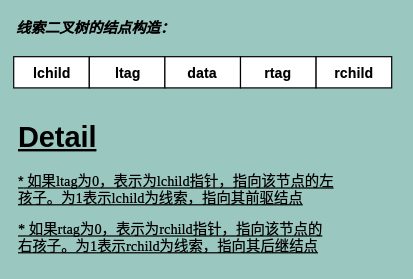 线索二叉树的结点构造：
lchild ltag data rtag rchild
Detail
* 如果ltag为0，表示为lchild指针，指向该节点的左
孩子。为1表示lchild为线索，指向其前驱结点
* 如果rtag为0，表示为rchild指针，指向该节点的
右孩子。为1表示rchild为线索，指向其后继结点